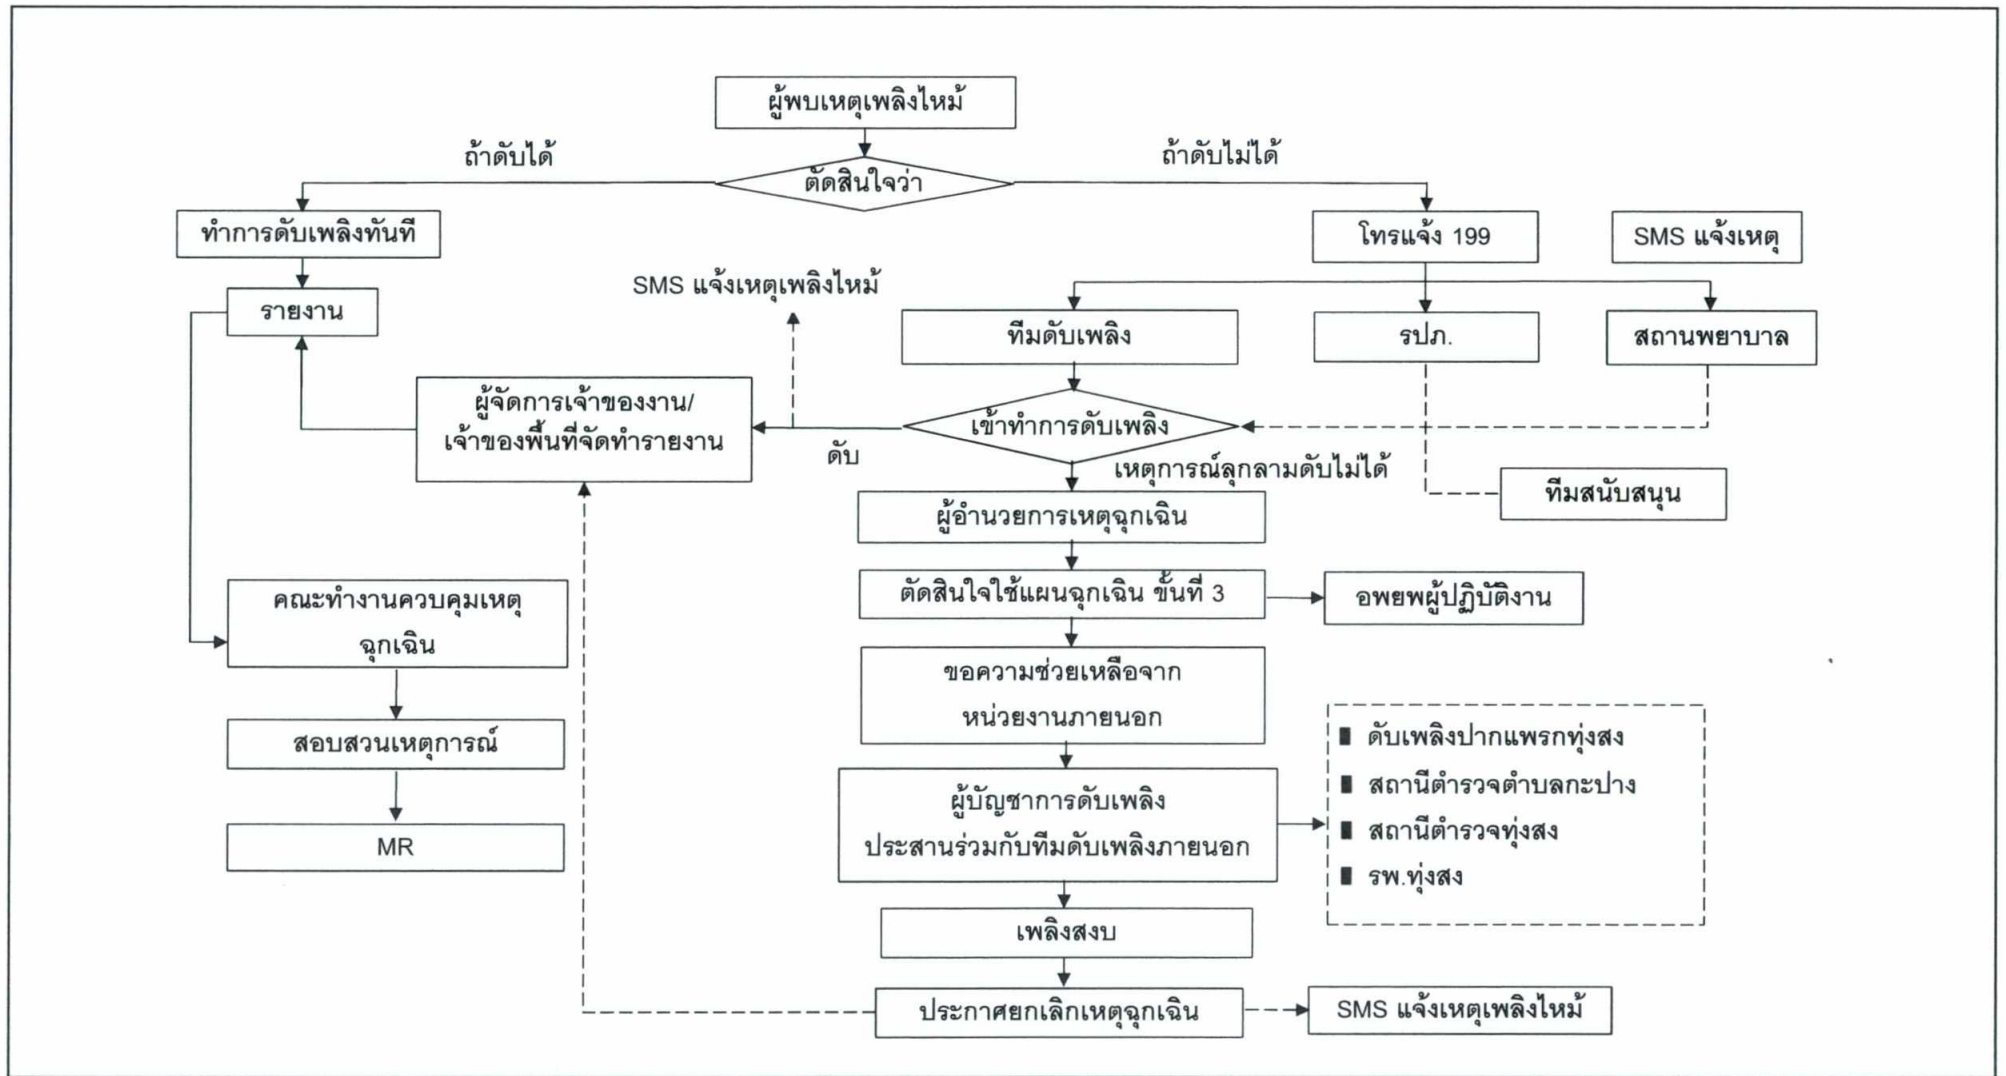 ผู้พบเหตุเพลิงไหม้
ถ้าดับได้
ถ้าดับไม่ได้
ตัดสินใจว่า
ทำการดับเพลิงทันที
โทรแจ้ง 199
SMS แจ้งเหตุ
SMS แจ้งเหตุเพลิงไหม้
รายงาน
ทีมดับเพลิง
รปภ.
สถานพยาบาล
ผู้จัดการเจ้าของงาน/
เจ้าของพื้นที่จัดทำรายงาน
เข้าทำการดับเพลิง
ดับ
เหตุการณ์ลุกลามดับไม่ได้
ทีมสนับสนุน
ผู้อำนวยการเหตุฉุกเฉิน
คณะทำงานควบคุมเหตุ
ฉุกเฉิน
ตัดสินใจใช้แผนฉุกเฉิน ขั้นที่ 3
อพยพผู้ปฏิบัติงาน
ขอความช่วยเหลือจาก
หน่วยงานภายนอก
สอบสวนเหตุการณ์
MR
ผู้บัญชาการดับเพลิง
ประสานร่วมกับทีมดับเพลิงภายนอก
ดับเพลิงปากแพรกทุ่งสง
สถานีตำรวจตำบลกะปาง
สถานีตำรวจทุ่งสง
รพ.ทุ่งสง
เพลิงสงบ
ประกาศยกเลิกเหตุฉุกเฉิน
SMS แจ้งเหตุเพลิงไหม้